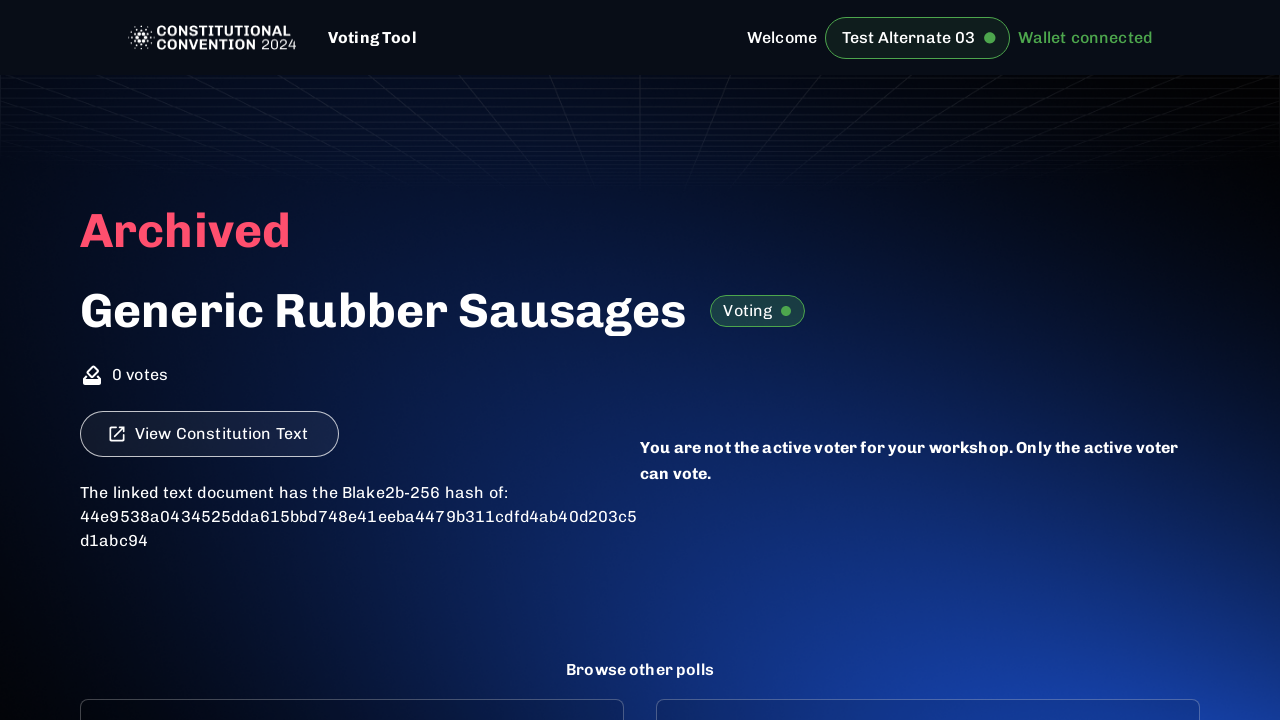 CONSTITUTIONAL
CONVENTION 2024
Voting Tool
Welcome
Test Alternate 03
Wallet connected
Archived
Generic Rubber Sausages
Voting
0 votes
View Constitution Text
You are not the active voter for your workshop. Only the active voter
can vote.
The linked text document has the Blake2b-256 hash of:
44e9538a0434525dda615bbd748e41eeba4479b311cdfd4ab40d203c5
d1abc94
Browse other polls